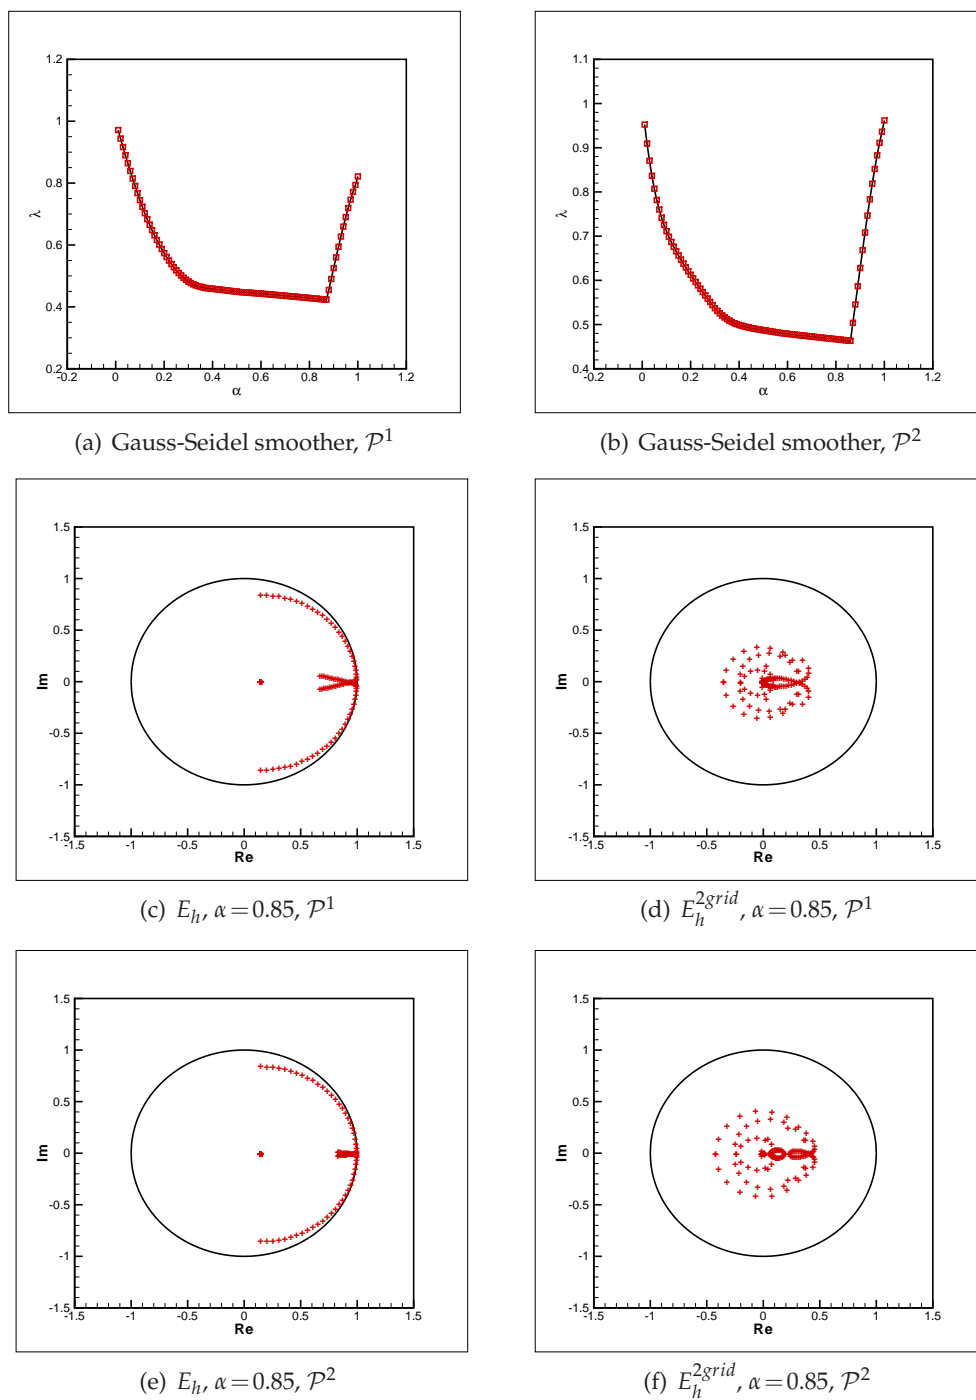 1.2
1
0.8
λ
0.6
0.4
0.2
-0.2 0 0.2 0.4 0.6 0.8 1 1.2
α
(a) Gauss-Seidel smoother, 𝒫¹
1.1
1
0.9
0.8
λ
0.7
0.6
0.5
0.4
-0.2 0 0.2 0.4 0.6 0.8 1 1.2
α
(b) Gauss-Seidel smoother, 𝒫²
1.5
1
0.5
Im
0
-0.5
-1
-1.5
-1.5 -1 -0.5 0 0.5 1 1.5
Re
(c) E_h, α=0.85, 𝒫¹
1.5
1
0.5
Im
0
-0.5
-1
-1.5
-1.5 -1 -0.5 0 0.5 1 1.5
Re
(d) E_h^{2grid}, α=0.85, 𝒫¹
1.5
1
0.5
Im
0
-0.5
-1
-1.5
-1.5 -1 -0.5 0 0.5 1 1.5
Re
(e) E_h, α=0.85, 𝒫²
1.5
1
0.5
Im
0
-0.5
-1
-1.5
-1.5 -1 -0.5 0 0.5 1 1.5
Re
(f) E_h^{2grid}, α=0.85, 𝒫²